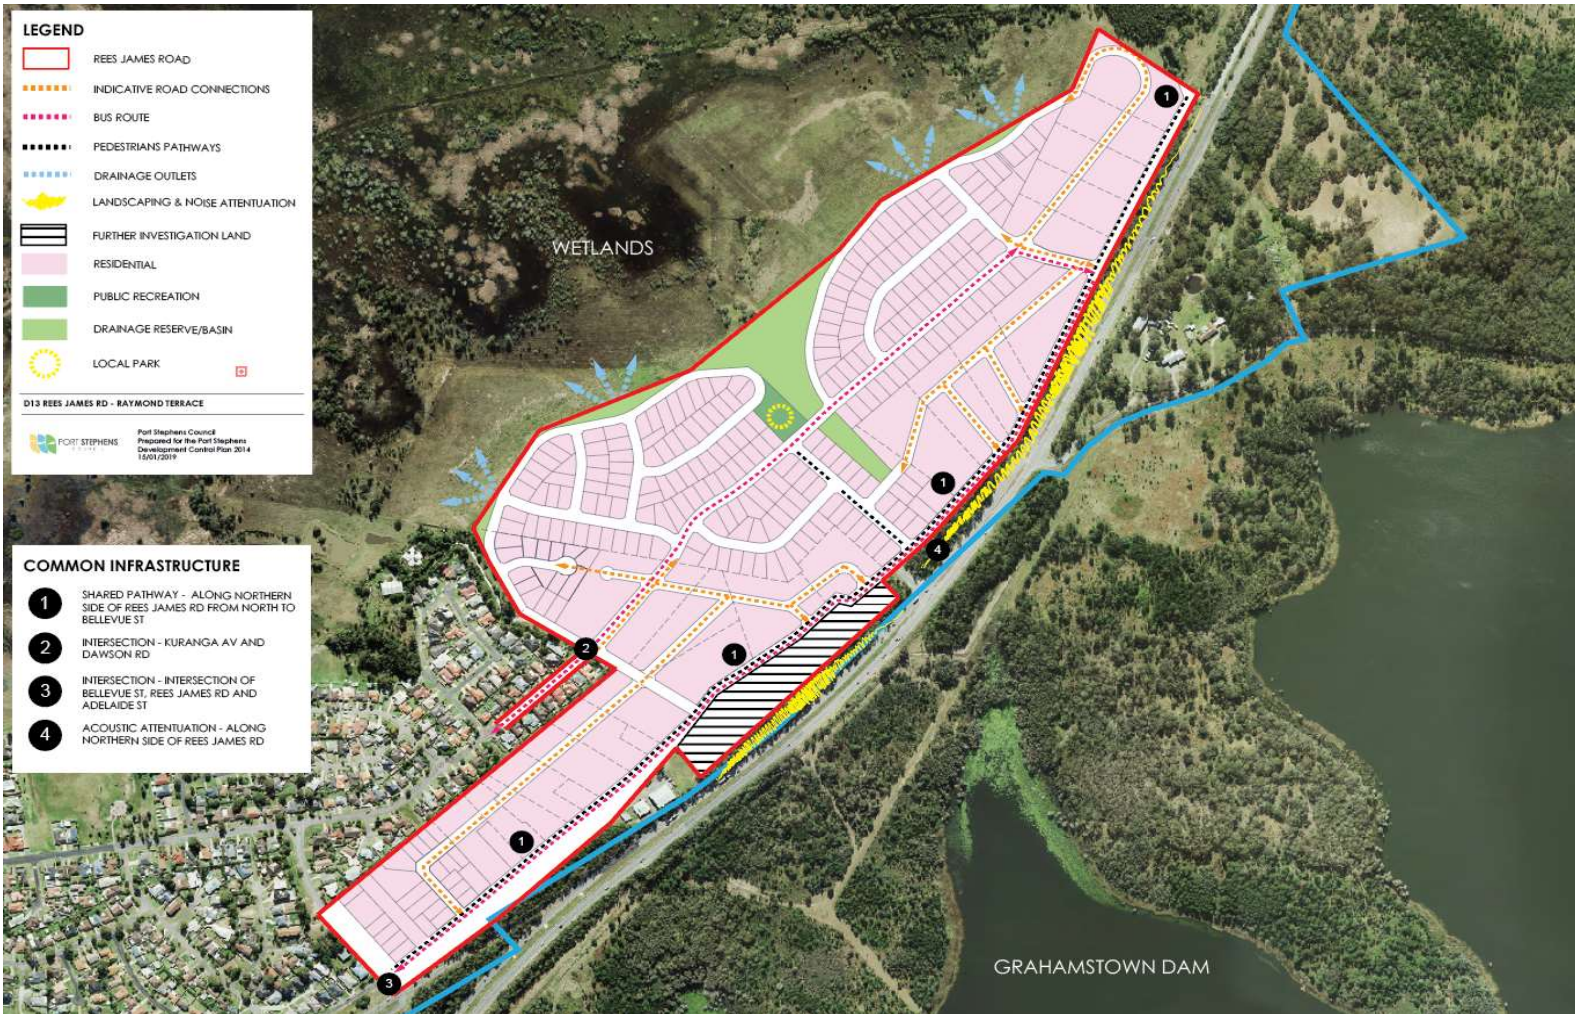 LEGEND
REES JAMES ROAD
INDICATIVE ROAD CONNECTIONS
BUS ROUTE
PEDESTRIANS PATHWAYS
DRAINAGE OUTLETS
LANDSCAPING & NOISE ATTENTUATION
FURTHER INVESTIGATION LAND
RESIDENTIAL
PUBLIC RECREATION
DRAINAGE RESERVE/BASIN
LOCAL PARK
D13 REES JAMES RD - RAYMOND TERRACE
PORT STEPHENS
COUNCIL
Port Stephens Council
Prepared for the Port Stephens
Development Control Plan 2014
15/01/2019
COMMON INFRASTRUCTURE
1
SHARED PATHWAY - ALONG NORTHERN
SIDE OF REES JAMES RD FROM NORTH TO
BELLEVUE ST
2
INTERSECTION - KURANGA AV AND
DAWSON RD
3
INTERSECTION - INTERSECTION OF
BELLEVUE ST, REES JAMES RD AND
ADELAIDE ST
4
ACOUSTIC ATTENTUATION - ALONG
NORTHERN SIDE OF REES JAMES RD
WETLANDS
1
1
4
2
1
1
3
GRAHAMSTOWN DAM